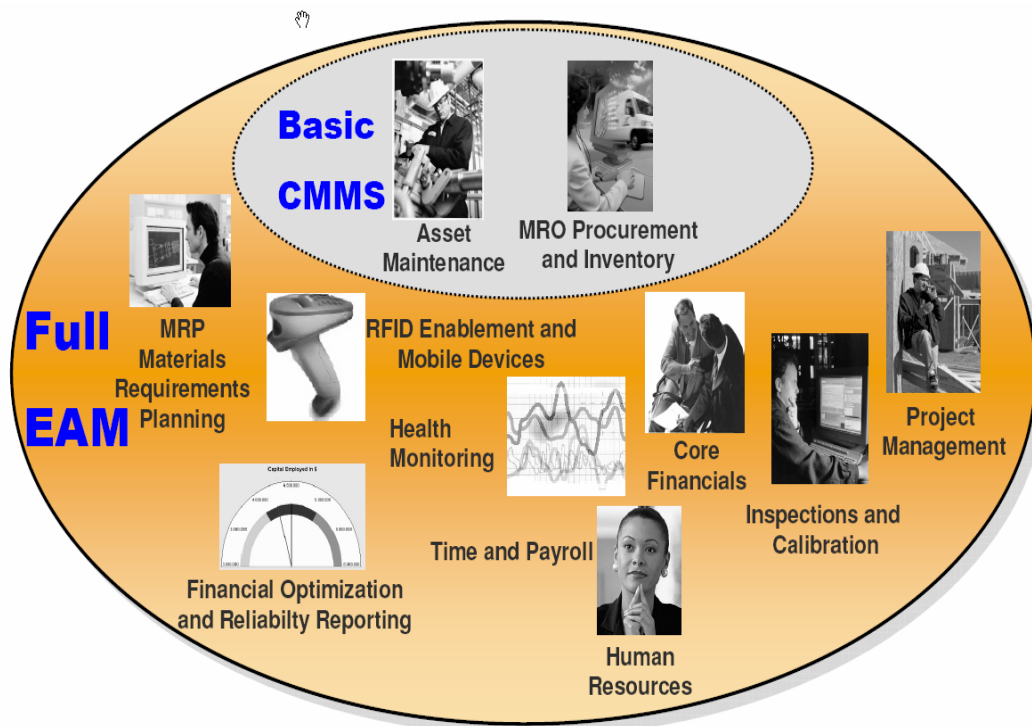 Basic
CMMS
Asset
Maintenance
MRO Procurement
and Inventory
Full
EAM
MRP
Materials
Requirements
Planning
RFID Enablement and
Mobile Devices
Health
Monitoring
Core
Financials
Project
Management
Inspections and
Calibration
Capital Employed in $
Financial Optimization
and Reliabilty Reporting
Time and Payroll
Human
Resources